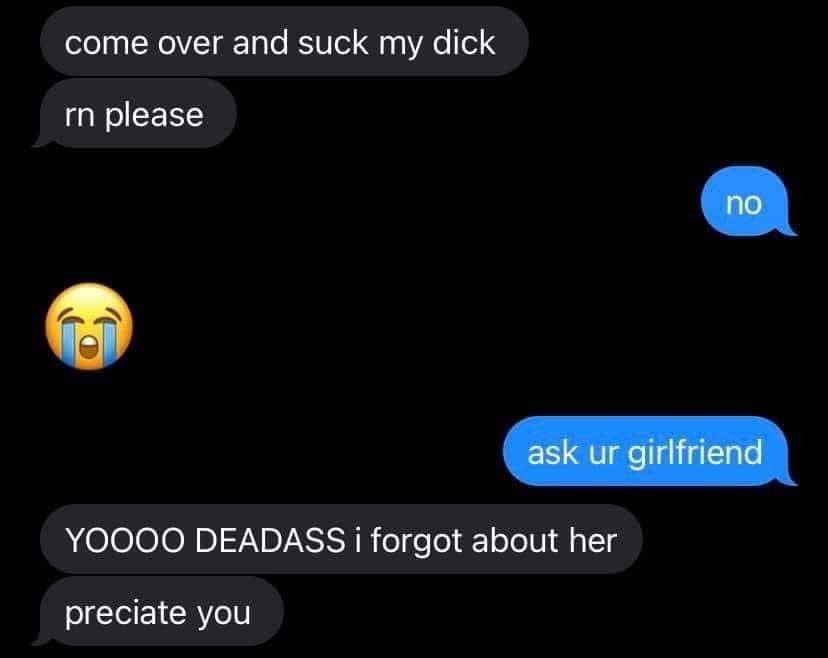 come over and suck my dick
rn please
no
😭
ask ur girlfriend
YOOOO DEADASS i forgot about her
preciate you